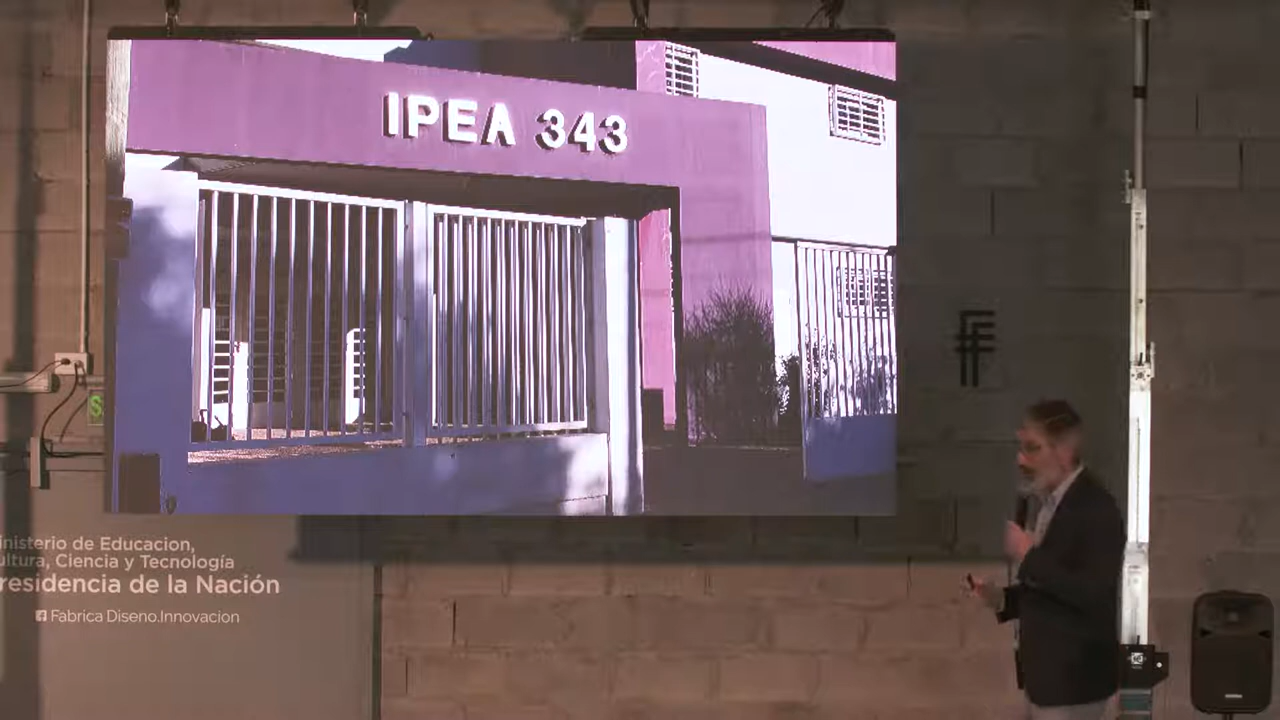 IPEA 343
inisterio de Educacion,
ultura, Ciencia y Tecnología
residencia de la Nación
Fabrica Diseno.Innovacion